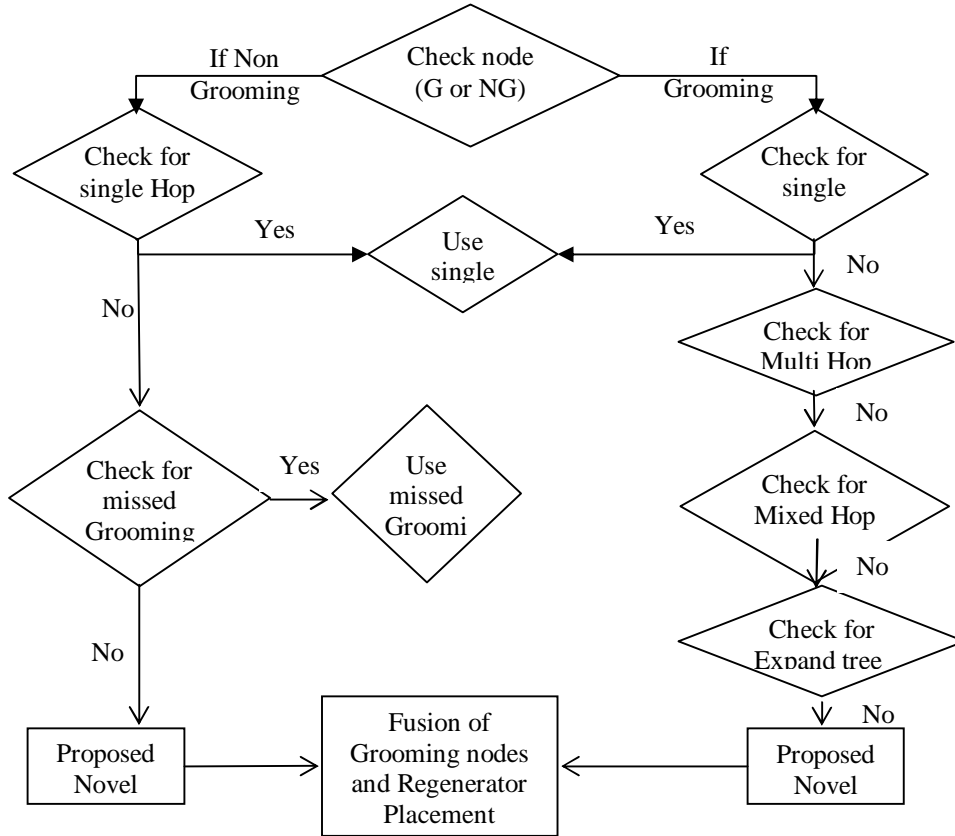 If Non
Grooming
Check node
(G or NG)
If
Grooming
Check for
single Hop
Check for
single
Yes
Use
single
Yes
No
No
Check for
Multi Hop
No
Check for
missed
Grooming
Yes
Use
missed
Groomi
Check for
Mixed Hop
No
No
Check for
Expand tree
No
Proposed
Novel
Fusion of
Grooming nodes
and Regenerator
Placement
Proposed
Novel